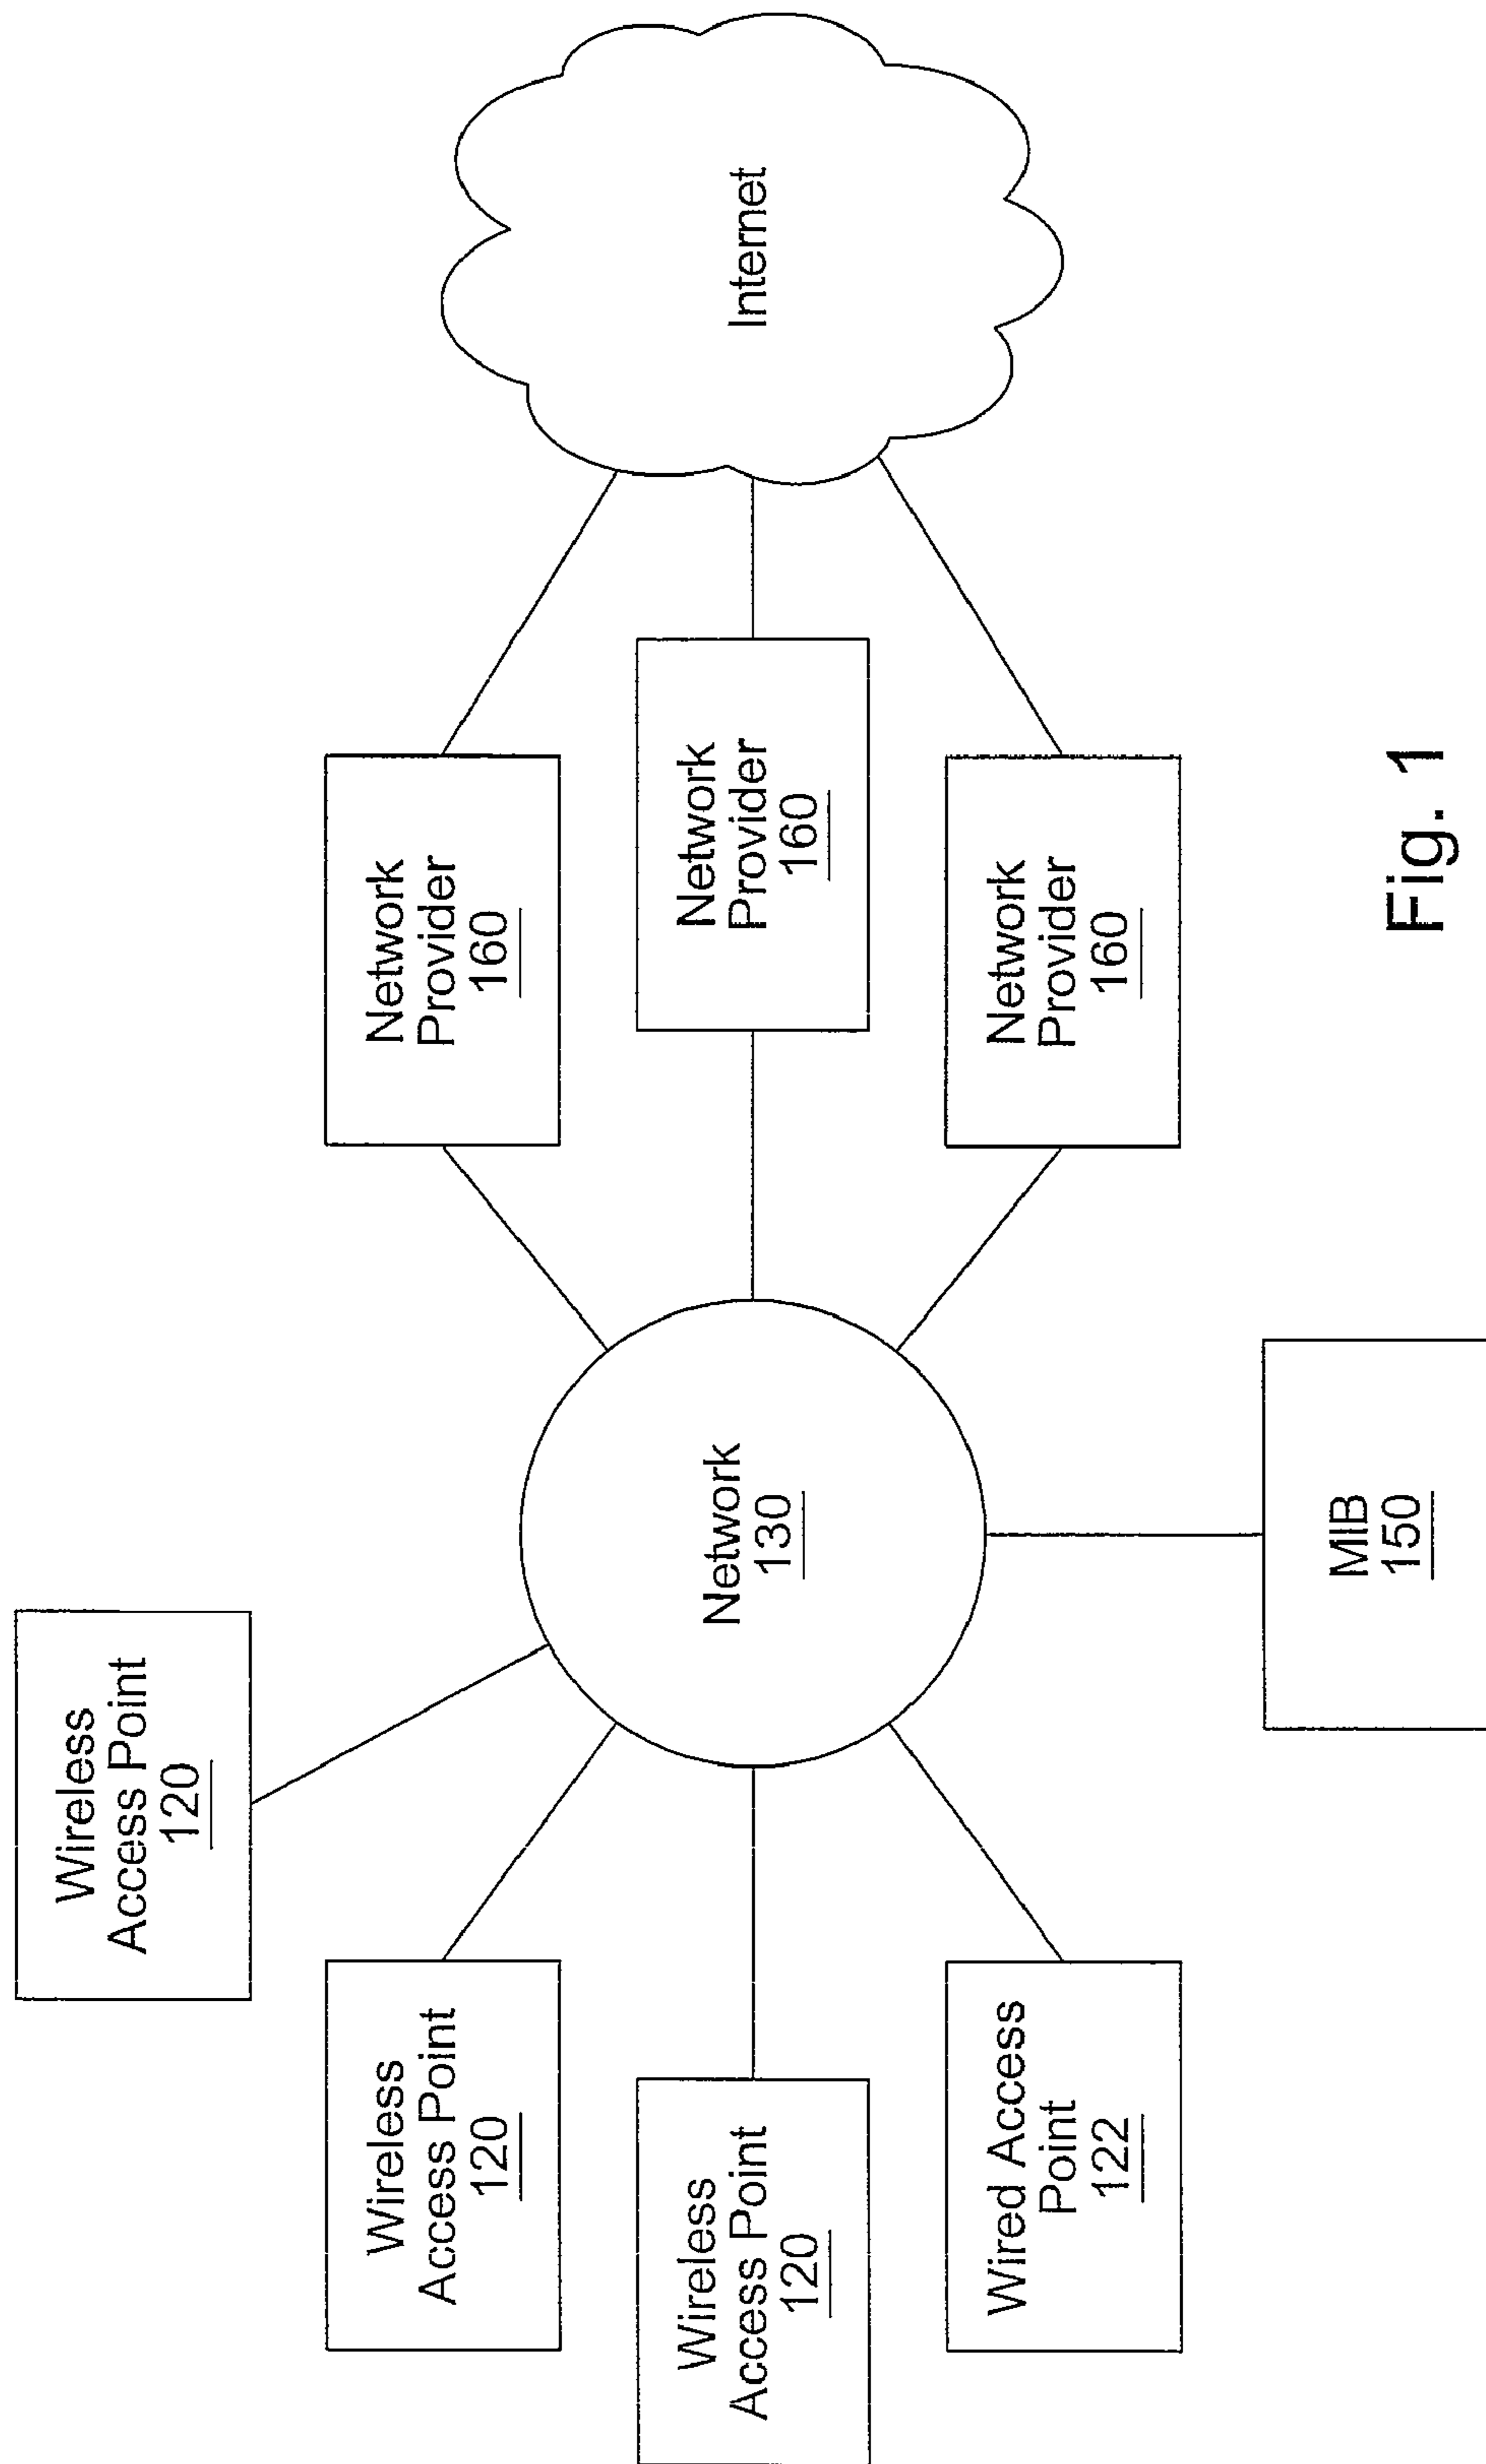 Wireless
Access Point
120
Wireless
Access Point
120
Wireless
Access Point
120
Wired Access
Point
122
Network
130
MIB
150
Network
Provider
160
Network
Provider
160
Network
Provider
160
Internet
Fig. 1